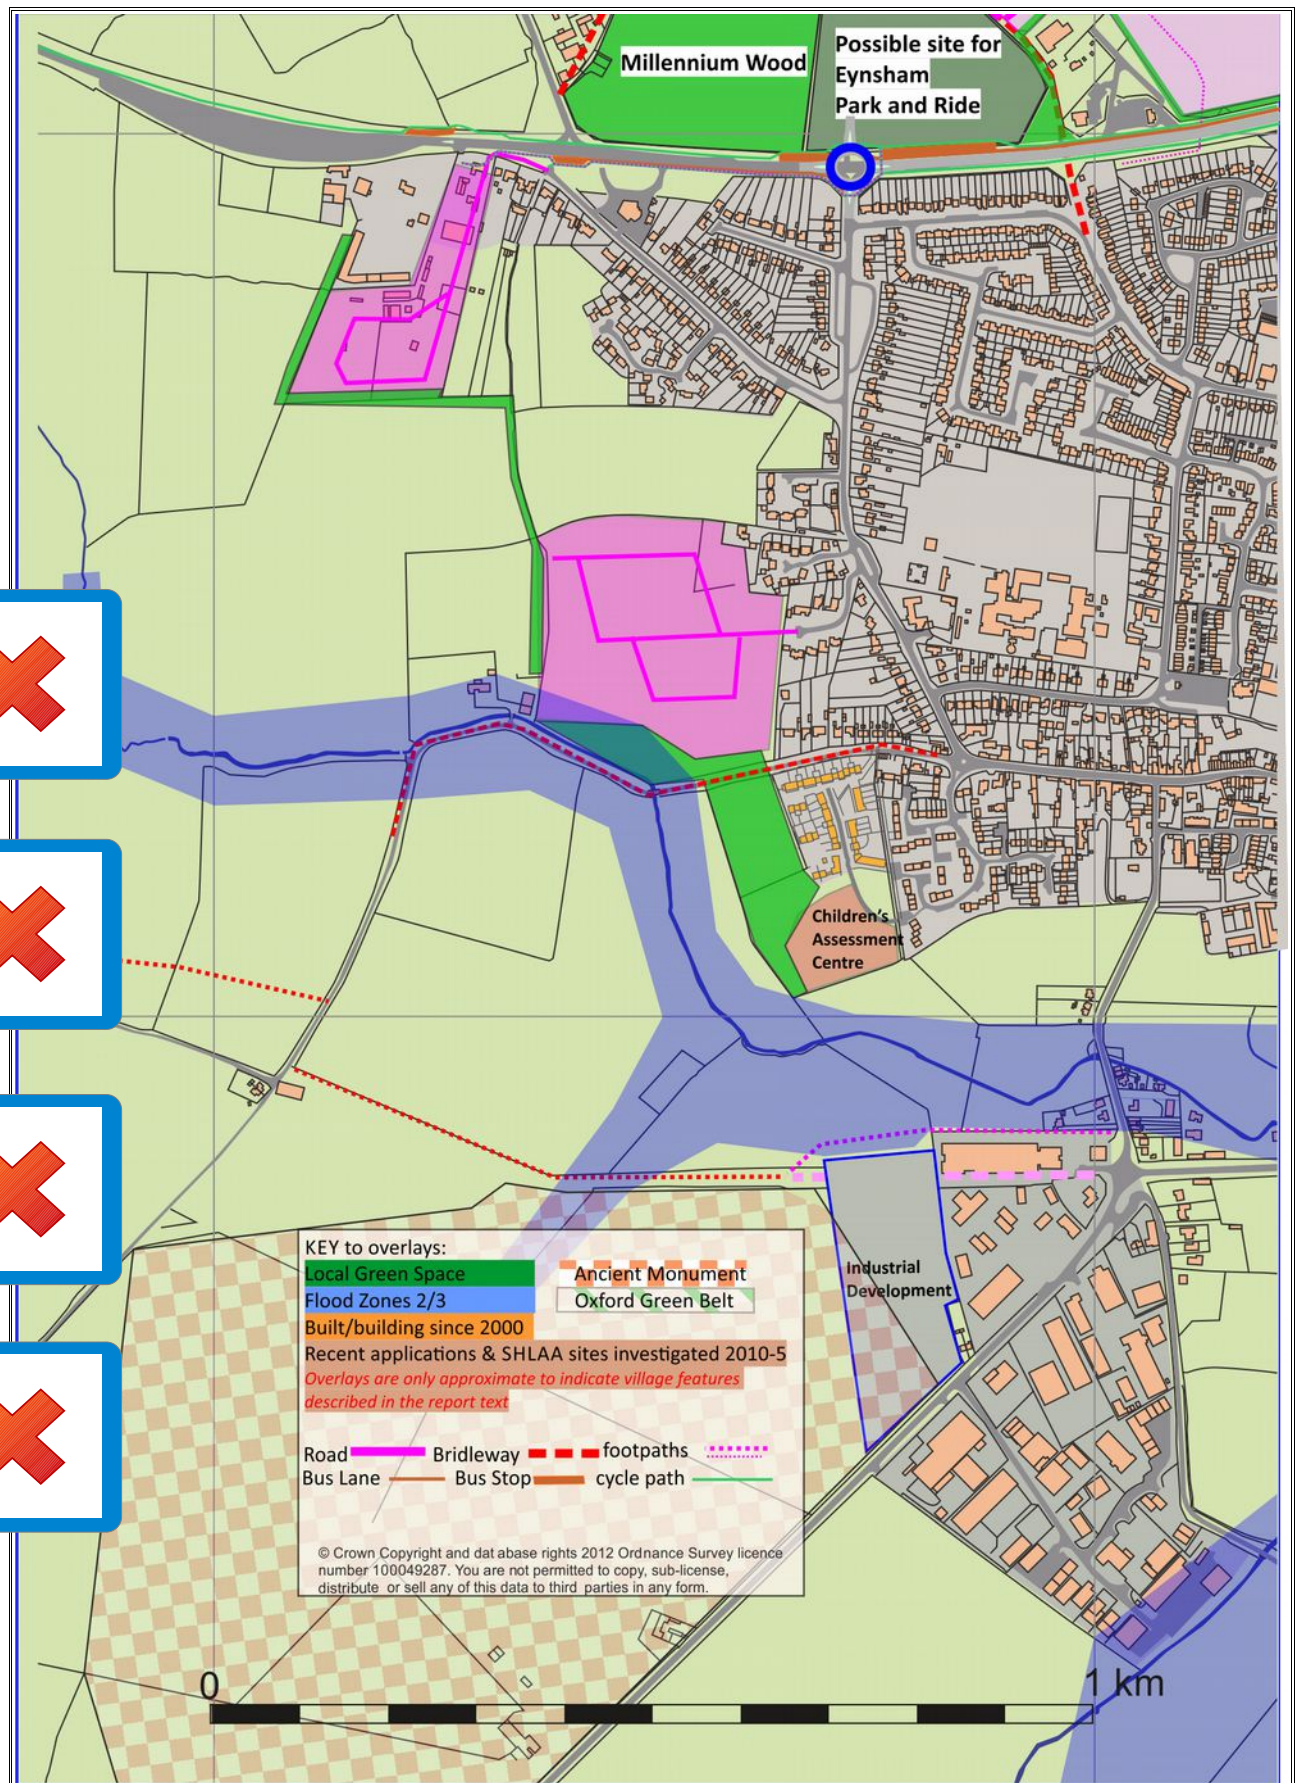 Millennium Wood
Possible site for
Eynsham
Park and Ride
Children's
Assessment
Centre
Industrial
Development
KEY to overlays:
Local Green Space
Ancient Monument
Flood Zones 2/3
Oxford Green Belt
Built/building since 2000
Recent applications & SHLAA sites investigated 2010-5
Overlays are only approximate to indicate village features
described in the report text
Road Bridleway footpaths
Bus Lane Bus Stop cycle path
© Crown Copyright and dat abase rights 2012 Ordnance Survey licence
number 100049287. You are not permitted to copy, sub-license,
distribute or sell any of this data to third parties in any form.
0 1 km